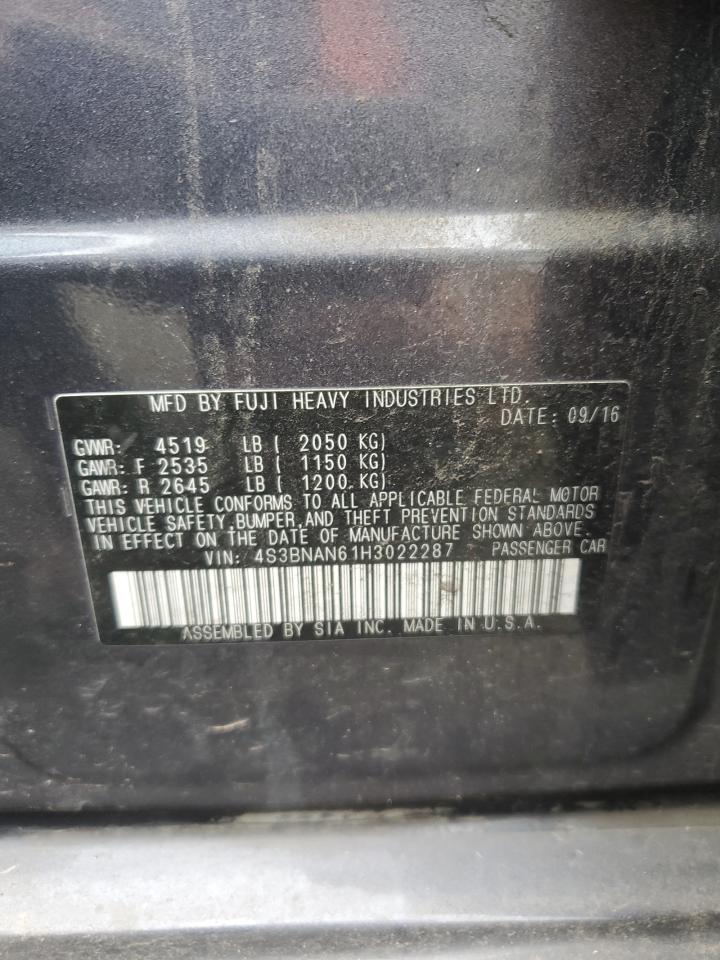 MFD BY FUJI HEAVY INDUSTRIES LTD.
DATE: 09/16
GVWR: 4519 LB ( 2050 KG)
GAWR: F 2535 LB ( 1150 KG)
GAWR: R 2645 LB ( 1200 KG)
THIS VEHICLE CONFORMS TO ALL APPLICABLE FEDERAL MOTOR
VEHICLE SAFETY,BUMPER,AND THEFT PREVENTION STANDARDS
IN EFFECT ON THE DATE OF MANUFACTURE SHOWN ABOVE.
VIN: 4S3BNAN61H3022287 PASSENGER CAR
ASSEMBLED BY SIA INC. MADE IN U.S.A.